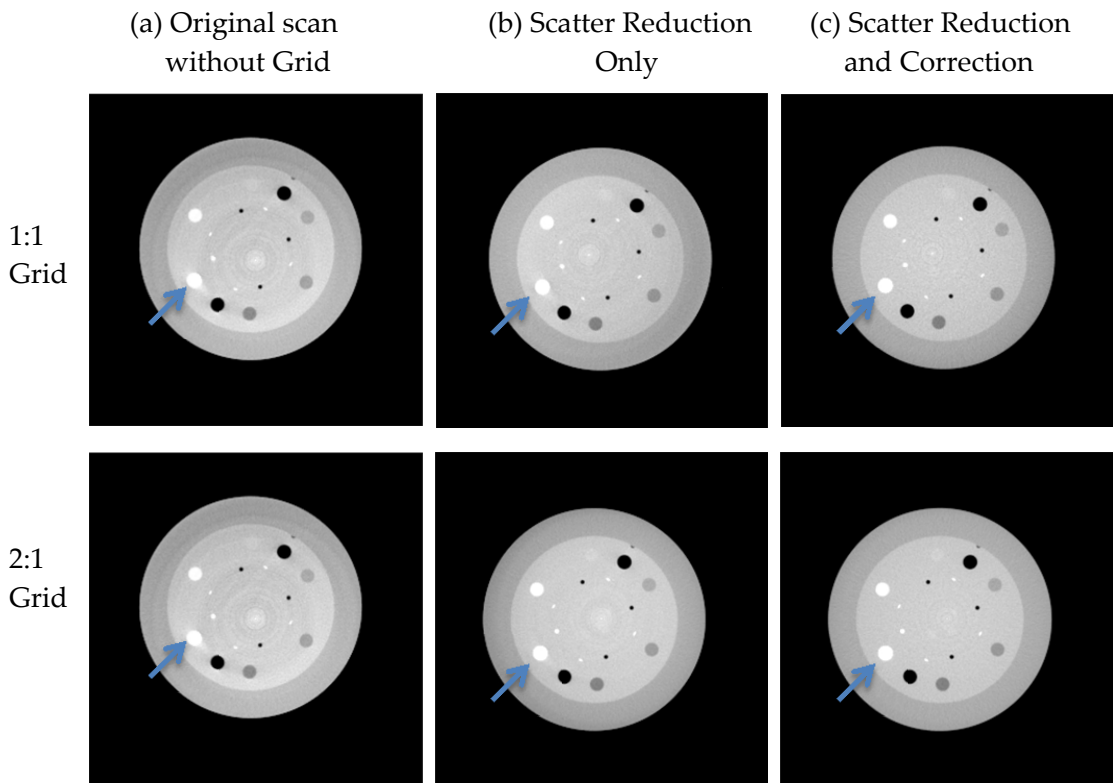 (a) Original scan
without Grid
(b) Scatter Reduction
Only
(c) Scatter Reduction
and Correction
1:1
Grid
2:1
Grid